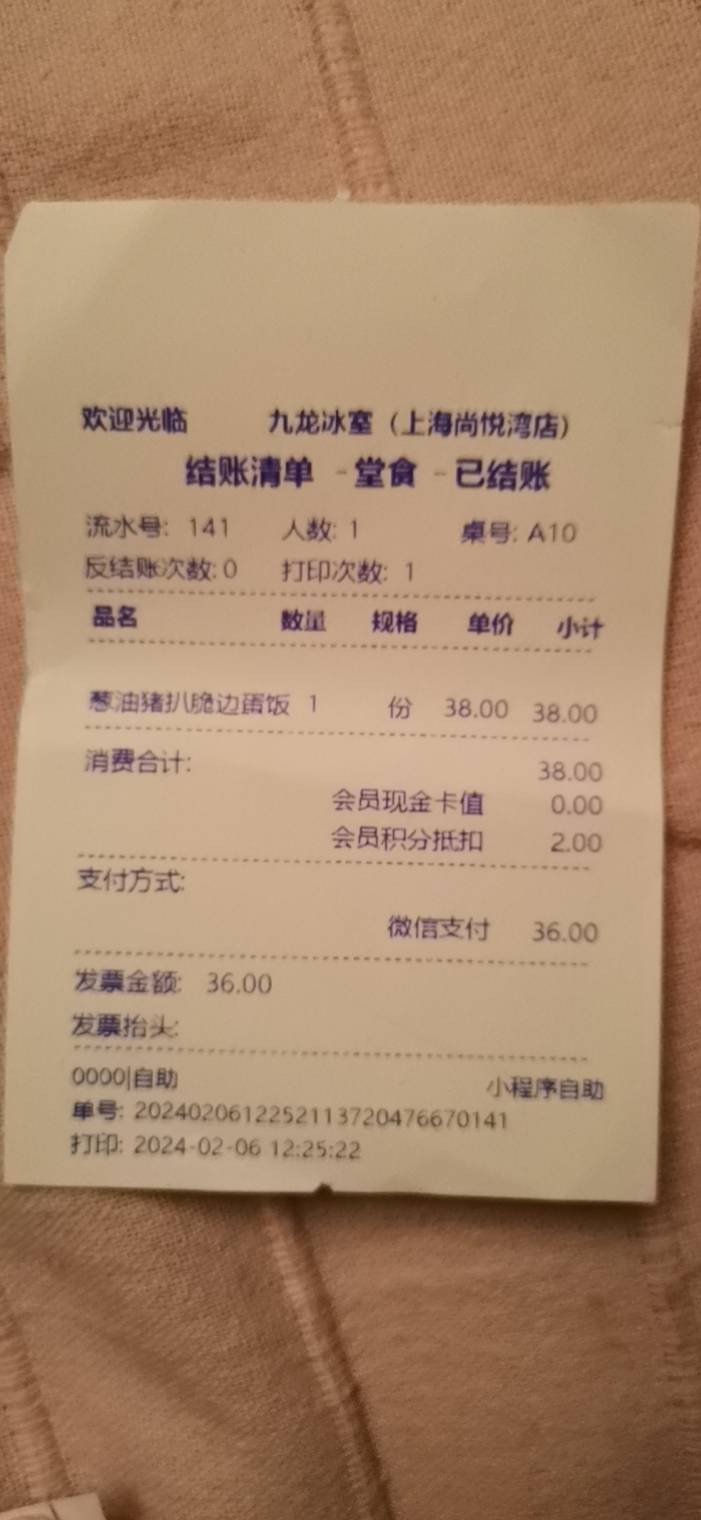 欢迎光临 九龙冰室（上海尚悦湾店）
结账清单 - 堂食 - 已结账
流水号: 141 人数: 1 桌号: A10
反结账次数: 0 打印次数: 1
品名 数量 规格 单价 小计
葱油猪扒脆边蛋饭 1 份 38.00 38.00
消费合计: 38.00
会员现金卡值 0.00
会员积分抵扣 2.00
支付方式:
微信支付 36.00
发票金额: 36.00
发票抬头:
0000|自助 小程序自助
单号: 2024020612252113720476670141
打印: 2024-02-06 12:25:22